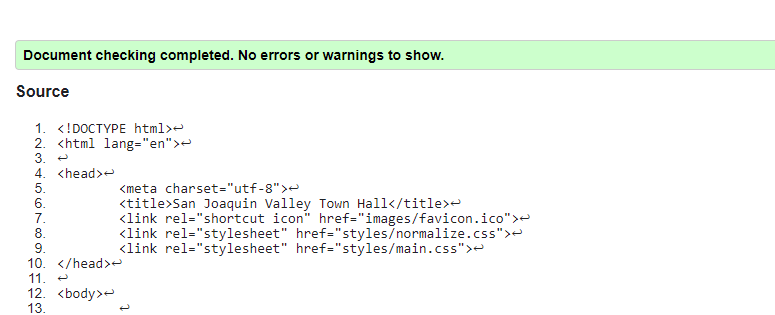 Document checking completed. No errors or warnings to show.
Source
1. <!DOCTYPE html>↩
2. <html lang="en">↩
3. ↩
4. <head>↩
5. <meta charset="utf-8">↩
6. <title>San Joaquin Valley Town Hall</title>↩
7. <link rel="shortcut icon" href="images/favicon.ico">↩
8. <link rel="stylesheet" href="styles/normalize.css">↩
9. <link rel="stylesheet" href="styles/main.css">↩
10. </head>↩
11. ↩
12. <body>↩
13. ↩